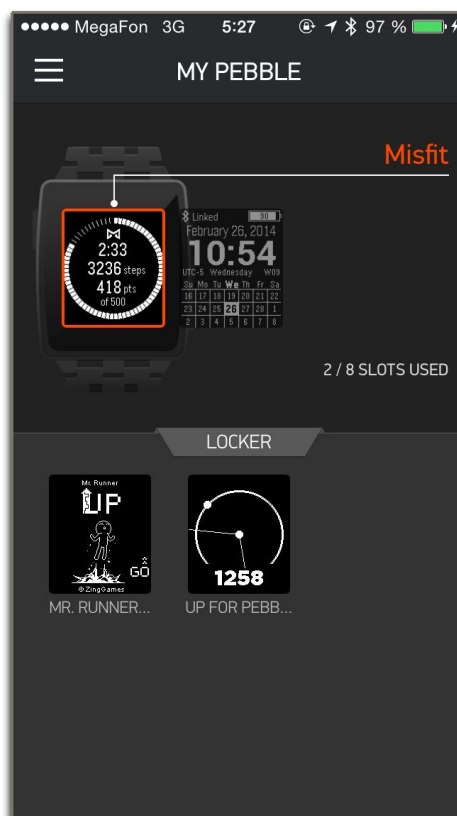 MegaFon 3G 5:27 97 %
MY PEBBLE
Misfit
2:33
3236 steps
418 pts
of 500
Linked 90
February 26, 2014
10:54
UTC-5 Wednesday W09
Su Mo Tu We Th Fr Sa
16 17 18 19 20 21 22
23 24 25 26 27 28 1
2 3 4 5 6 7 8
2 / 8 SLOTS USED
LOCKER
Mr. Runner
UP
GO
© ZingGames
MR. RUNNER...
1258
UP FOR PEBB...